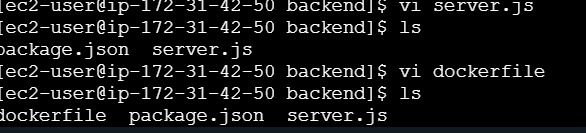 [ec2-user@ip-172-31-42-50 backend]$ vi server.js
[ec2-user@ip-172-31-42-50 backend]$ ls
package.json  server.js
[ec2-user@ip-172-31-42-50 backend]$ vi dockerfile
[ec2-user@ip-172-31-42-50 backend]$ ls
dockerfile  package.json  server.js